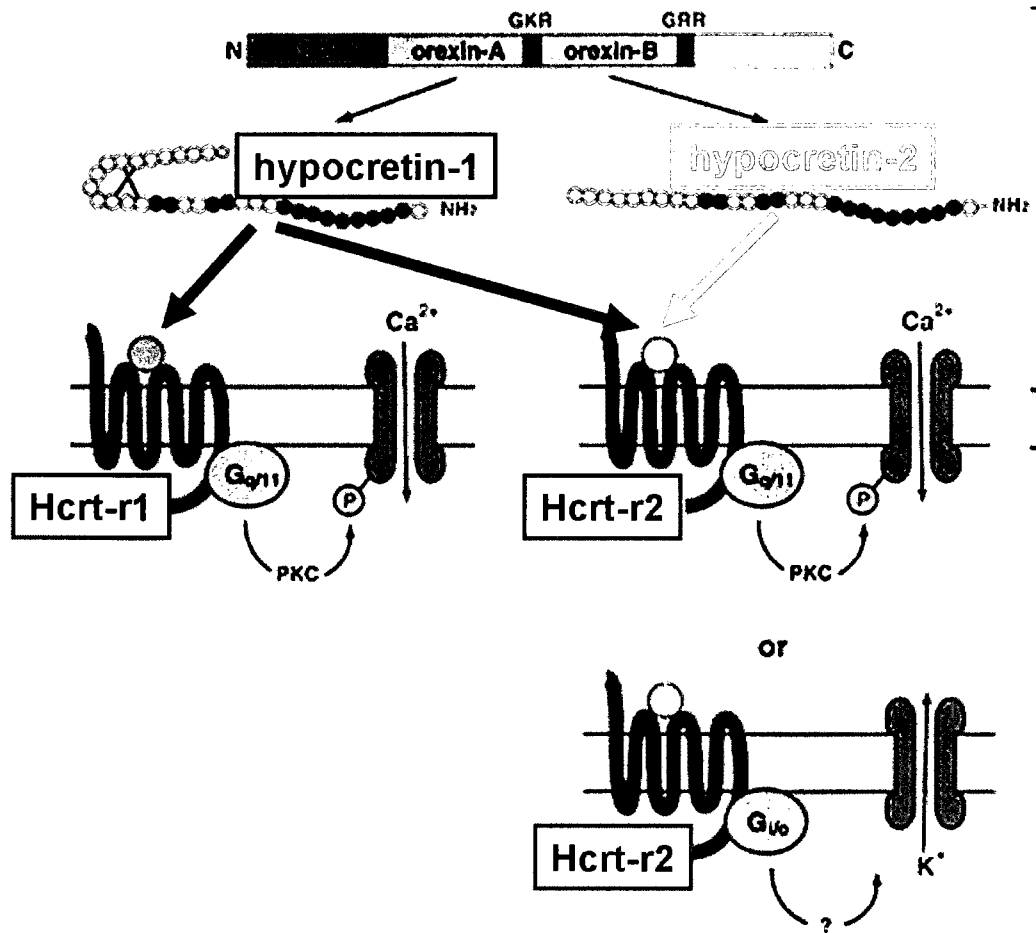 GKR GRR
N orexin-A orexin-B C
hypocretin-1
hypocretin-2
NH₂
NH₂
Ca²⁺
Ca²⁺
Gq/11
Gq/11
Hcrt-r1
P
Hcrt-r2
P
PKC
PKC
or
Gi/o
Hcrt-r2
K⁺
?